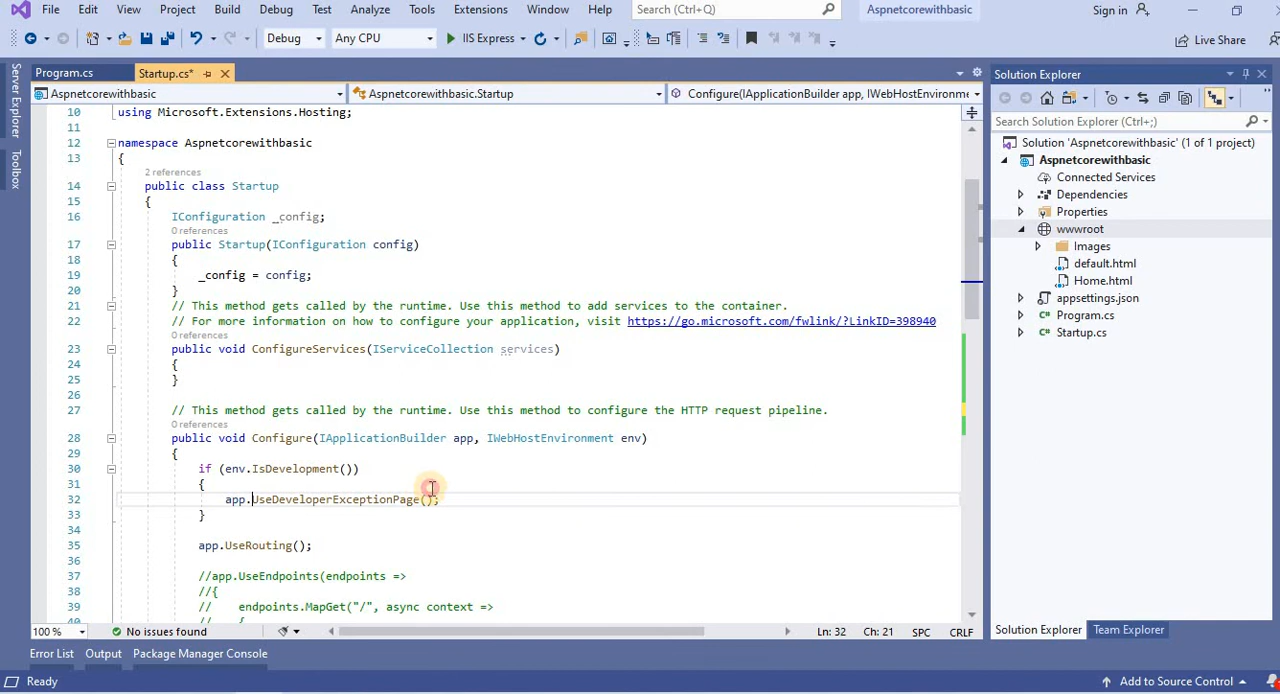 File Edit View Project Build Debug Test Analyze Tools Extensions Window Help Search (Ctrl+Q) Aspnetcorewithbasic Sign in
Debug Any CPU IIS Express Live Share
Server Explorer
Toolbox
Program.cs Startup.cs*
Aspnetcorewithbasic Aspnetcorewithbasic.Startup Configure(IApplicationBuilder app, IWebHostEnvironme
10 using Microsoft.Extensions.Hosting;
11
12 namespace Aspnetcorewithbasic
13 {
2 references
14 public class Startup
15 {
16 IConfiguration _config;
0 references
17 public Startup(IConfiguration config)
18 {
19 _config = config;
20 }
21 // This method gets called by the runtime. Use this method to add services to the container.
22 // For more information on how to configure your application, visit https://go.microsoft.com/fwlink/?LinkID=398940
0 references
23 public void ConfigureServices(IServiceCollection services)
24 {
25 }
26
27 // This method gets called by the runtime. Use this method to configure the HTTP request pipeline.
0 references
28 public void Configure(IApplicationBuilder app, IWebHostEnvironment env)
29 {
30 if (env.IsDevelopment())
31 {
32 app.UseDeveloperExceptionPage();
33 }
34
35 app.UseRouting();
36
37 //app.UseEndpoints(endpoints =>
38 //{
39 // endpoints.MapGet("/", async context =>
40 // {
100 % No issues found Ln: 32 Ch: 21 SPC CRLF
Error List Output Package Manager Console
Ready Add to Source Control
Solution Explorer
Search Solution Explorer (Ctrl+;)
Solution 'Aspnetcorewithbasic' (1 of 1 project)
Aspnetcorewithbasic
Connected Services
Dependencies
Properties
wwwroot
Images
default.html
Home.html
appsettings.json
Program.cs
Startup.cs
Solution Explorer Team Explorer